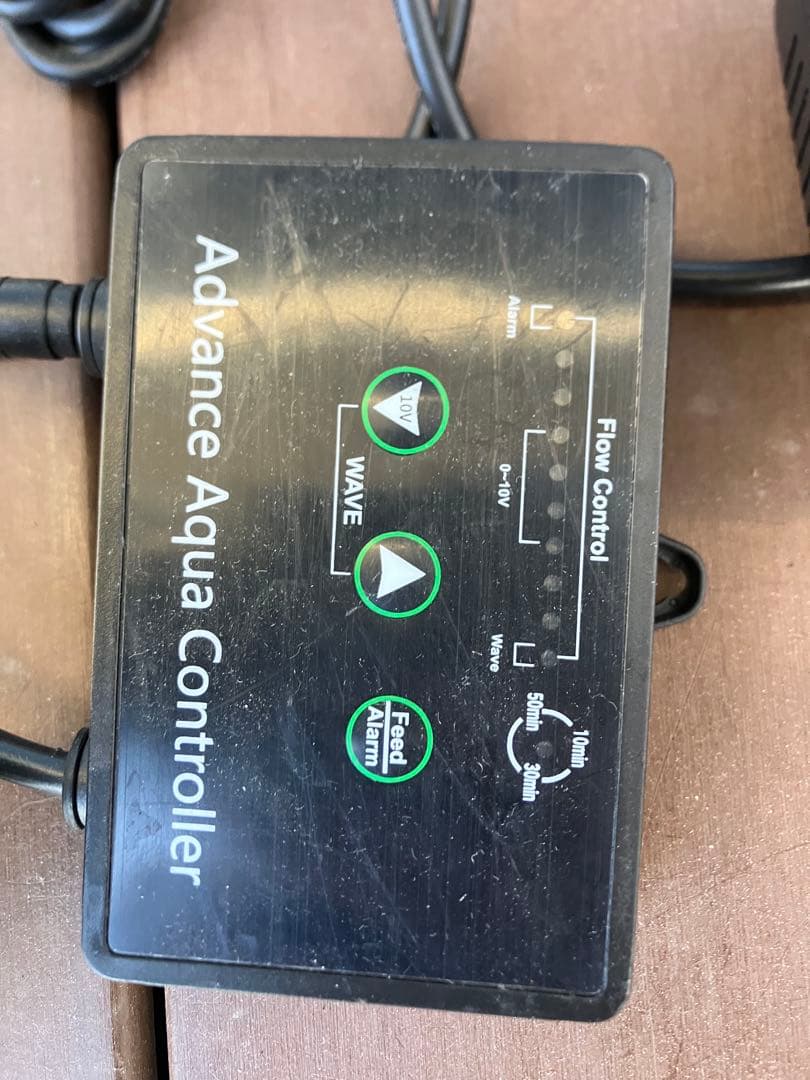 Flow Control
Alarm
0~10V
Wave
10min
50min
30min
10V
WAVE
Feed
Alarm
Advance Aqua Controller